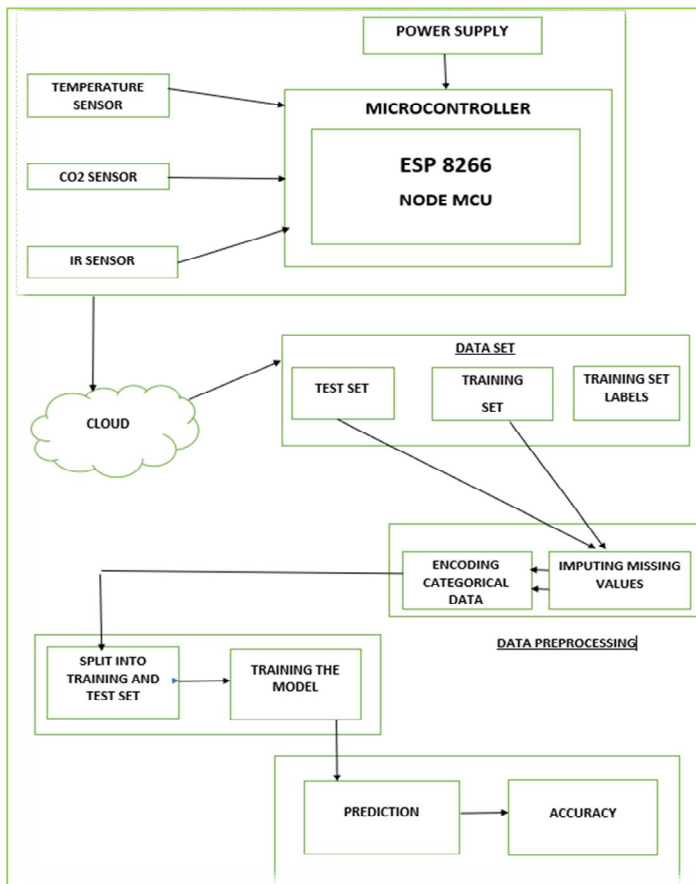 POWER SUPPLY
TEMPERATURE
SENSOR
MICROCONTROLLER
ESP 8266
NODE MCU
CO2 SENSOR
IR SENSOR
DATA SET
TEST SET
TRAINING
SET
TRAINING SET
LABELS
CLOUD
ENCODING
CATEGORICAL
DATA
IMPUTING MISSING
VALUES
DATA PREPROCESSING
SPLIT INTO
TRAINING AND
TEST SET
TRAINING THE
MODEL
PREDICTION
ACCURACY